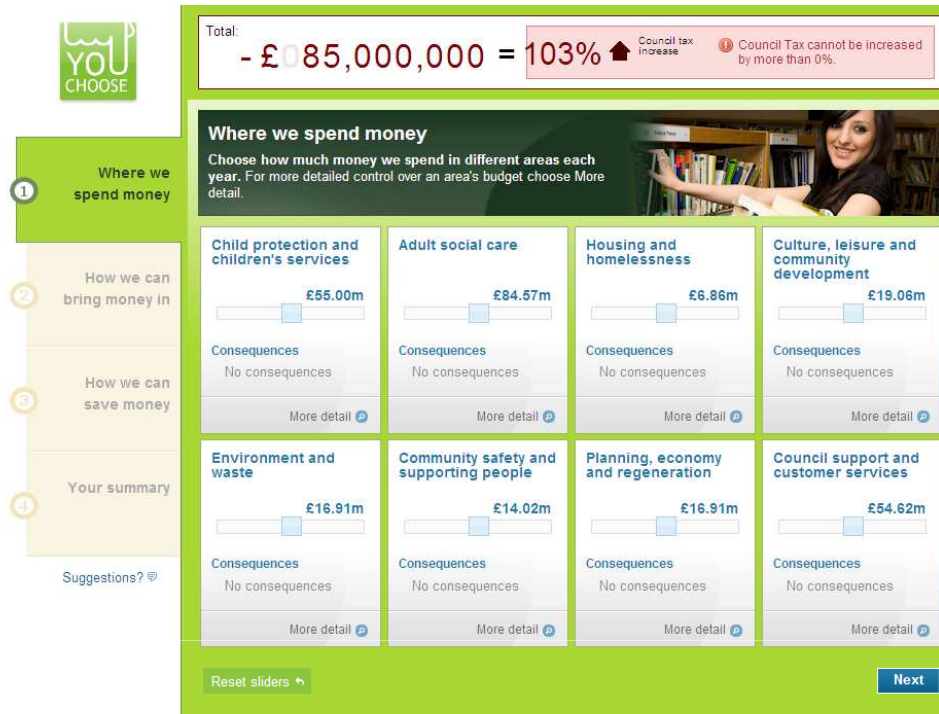 YOU
CHOOSE
Total:
- £085,000,000 = 103%
Council tax
increase
Council Tax cannot be increased
by more than 0%.
1
Where we
spend money
2
How we can
bring money in
3
How we can
save money
4
Your summary
Suggestions?
Where we spend money
Choose how much money we spend in different areas each
year. For more detailed control over an area's budget choose More
detail.
Child protection and
children's services
£55.00m
Consequences
No consequences
More detail
Adult social care
£84.57m
Consequences
No consequences
More detail
Housing and
homelessness
£6.86m
Consequences
No consequences
More detail
Culture, leisure and
community
development
£19.06m
Consequences
No consequences
More detail
Environment and
waste
£16.91m
Consequences
No consequences
More detail
Community safety and
supporting people
£14.02m
Consequences
No consequences
More detail
Planning, economy
and regeneration
£16.91m
Consequences
No consequences
More detail
Council support and
customer services
£54.62m
Consequences
No consequences
More detail
Reset sliders
Next